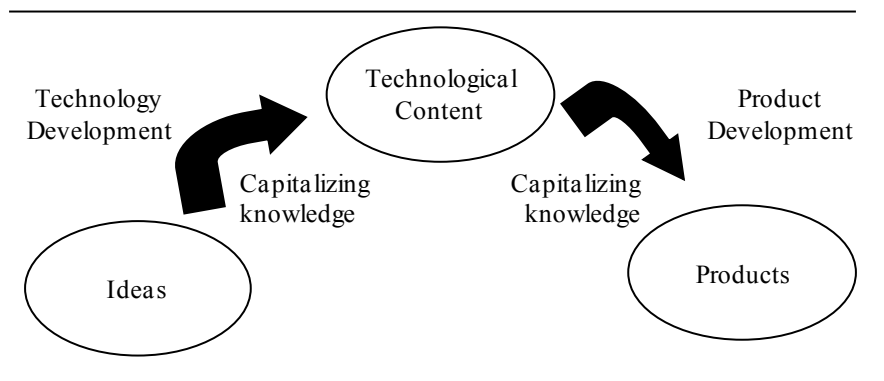 Technological
Content
Technology
Development
Product
Development
Capitalizing
knowledge
Capitalizing
knowledge
Ideas
Products